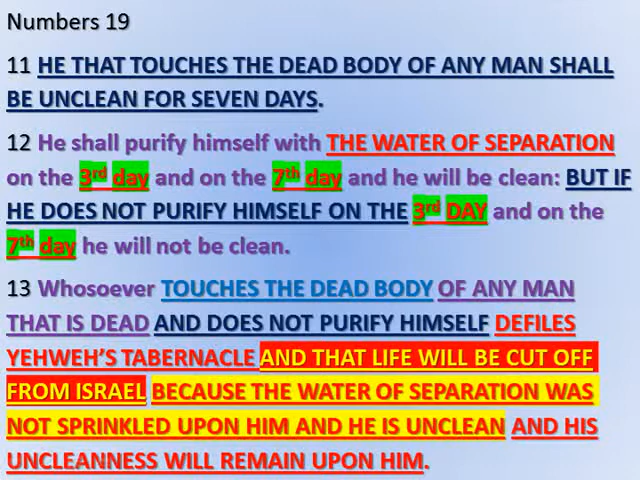 Numbers 19
11 HE THAT TOUCHES THE DEAD BODY OF ANY MAN SHALL
BE UNCLEAN FOR SEVEN DAYS.
12 He shall purify himself with THE WATER OF SEPARATION
on the 3rd day and on the 7th day and he will be clean: BUT IF
HE DOES NOT PURIFY HIMSELF ON THE 3rd DAY and on the
7th day he will not be clean.
13 Whosoever TOUCHES THE DEAD BODY OF ANY MAN
THAT IS DEAD AND DOES NOT PURIFY HIMSELF DEFILES
YEHWEH'S TABERNACLE AND THAT LIFE WILL BE CUT OFF
FROM ISRAEL BECAUSE THE WATER OF SEPARATION WAS
NOT SPRINKLED UPON HIM AND HE IS UNCLEAN AND HIS
UNCLEANNESS WILL REMAIN UPON HIM.